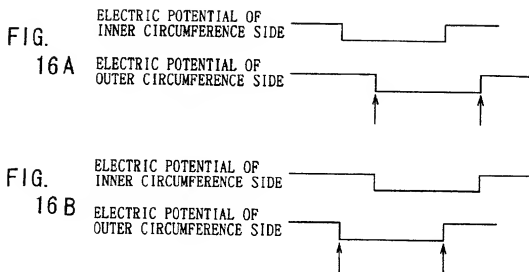 FIG. 16A
ELECTRIC POTENTIAL OF
INNER CIRCUMFERENCE SIDE
ELECTRIC POTENTIAL OF
OUTER CIRCUMFERENCE SIDE
FIG. 16B
ELECTRIC POTENTIAL OF
INNER CIRCUMFERENCE SIDE
ELECTRIC POTENTIAL OF
OUTER CIRCUMFERENCE SIDE